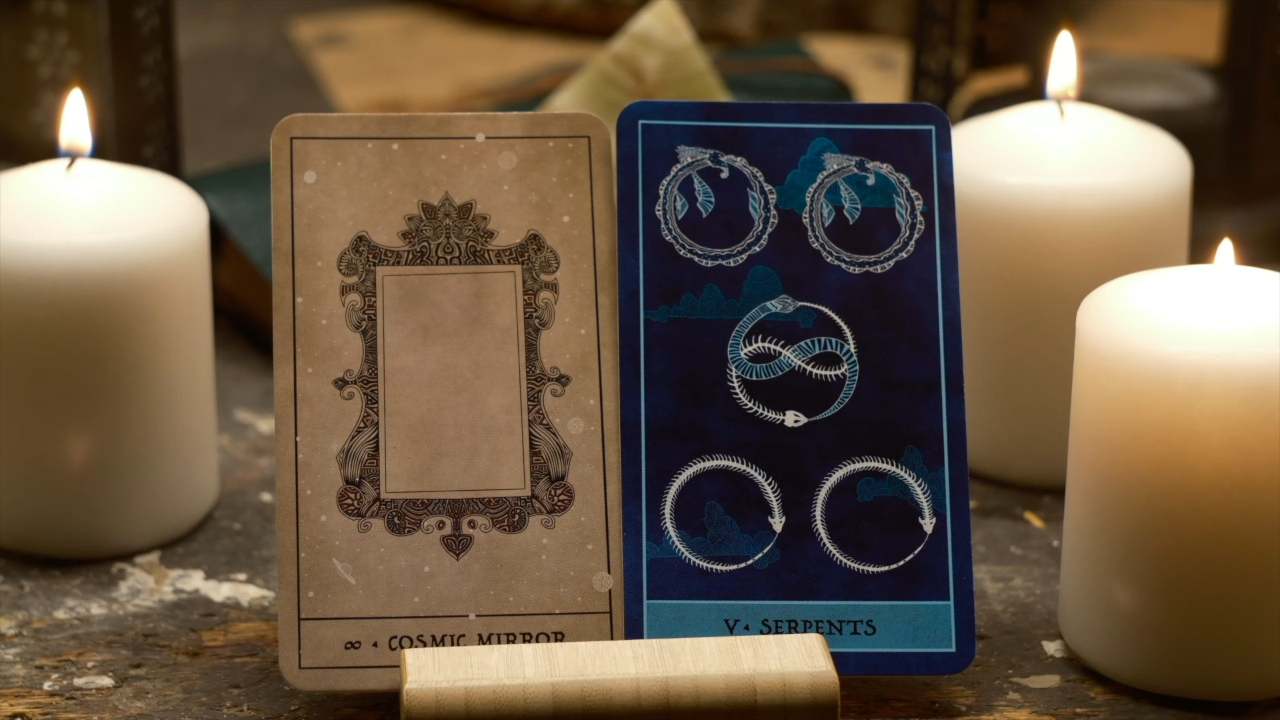 ∞ • COSMIC MIRROR
V • SERPENTS